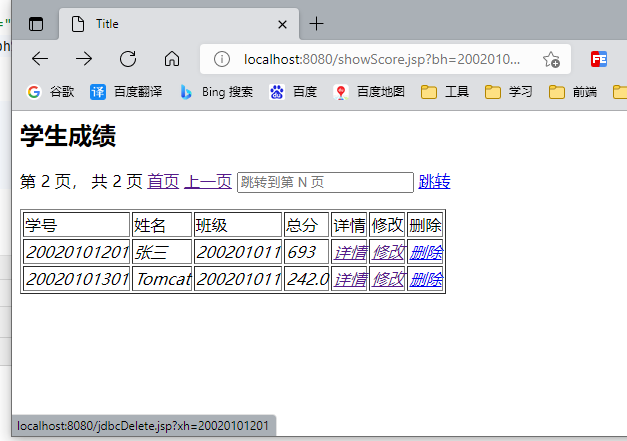 Title
localhost:8080/showScore.jsp?bh=2002010...
谷歌 译 百度翻译 Bing 搜索 百度 百度地图 工具 学习 前端
学生成绩
第 2 页， 共 2 页 首页 上一页 跳转到第 N 页 跳转
学号 姓名 班级 总分 详情 修改 删除
20020101201 张三 200201011 693 详情 修改 删除
20020101301 Tomcat 200201011 242.0 详情 修改 删除
localhost:8080/jdbcDelete.jsp?xh=20020101201